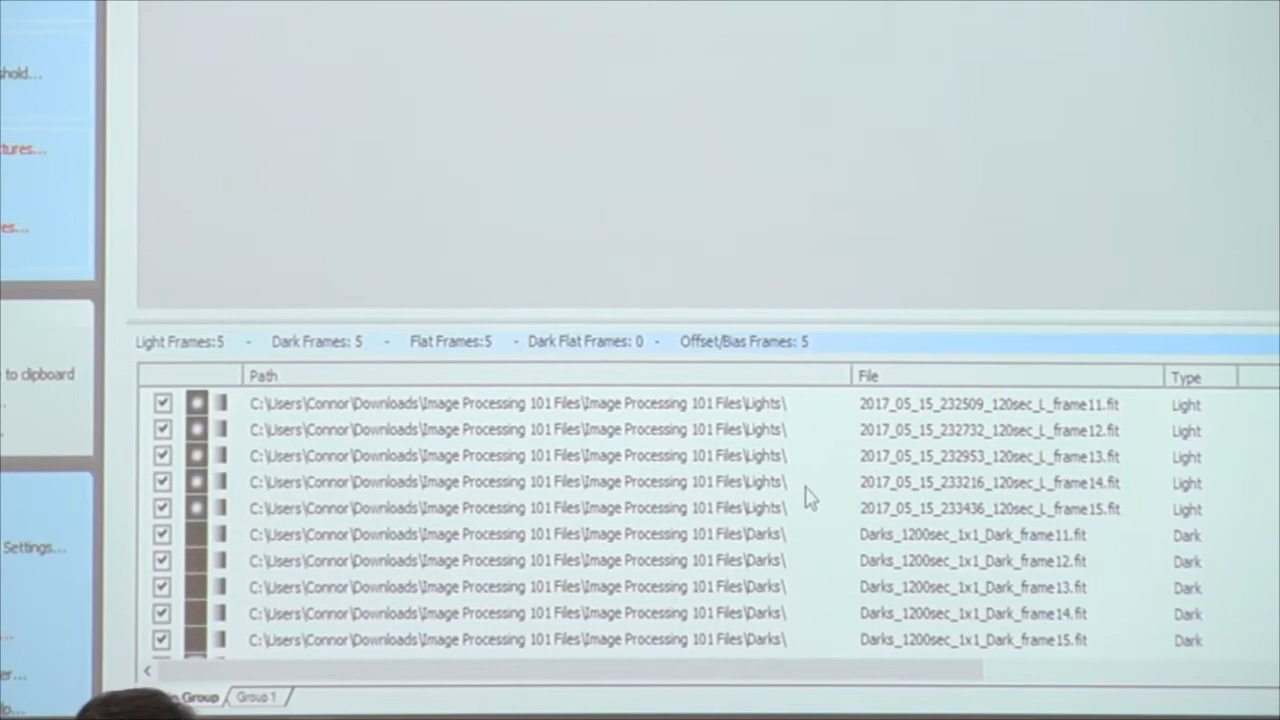 shold...
tures...
es...
to clipboard
Settings...
Light Frames:5 - Dark Frames: 5 - Flat Frames:5 - Dark Flat Frames: 0 - Offset/Bias Frames: 5
Path File Type
C:\Users\Connor\Downloads\Image Processing 101 Files\Image Processing 101 Files\Lights\ 2017_05_15_232509_120sec_L_frame11.fit Light
C:\Users\Connor\Downloads\Image Processing 101 Files\Image Processing 101 Files\Lights\ 2017_05_15_232732_120sec_L_frame12.fit Light
C:\Users\Connor\Downloads\Image Processing 101 Files\Image Processing 101 Files\Lights\ 2017_05_15_232953_120sec_L_frame13.fit Light
C:\Users\Connor\Downloads\Image Processing 101 Files\Image Processing 101 Files\Lights\ 2017_05_15_233216_120sec_L_frame14.fit Light
C:\Users\Connor\Downloads\Image Processing 101 Files\Image Processing 101 Files\Lights\ 2017_05_15_233436_120sec_L_frame15.fit Light
C:\Users\Connor\Downloads\Image Processing 101 Files\Image Processing 101 Files\Darks\ Darks_1200sec_1x1_Dark_frame11.fit Dark
C:\Users\Connor\Downloads\Image Processing 101 Files\Image Processing 101 Files\Darks\ Darks_1200sec_1x1_Dark_frame12.fit Dark
C:\Users\Connor\Downloads\Image Processing 101 Files\Image Processing 101 Files\Darks\ Darks_1200sec_1x1_Dark_frame13.fit Dark
C:\Users\Connor\Downloads\Image Processing 101 Files\Image Processing 101 Files\Darks\ Darks_1200sec_1x1_Dark_frame14.fit Dark
C:\Users\Connor\Downloads\Image Processing 101 Files\Image Processing 101 Files\Darks\ Darks_1200sec_1x1_Dark_frame15.fit Dark
Group Group 1